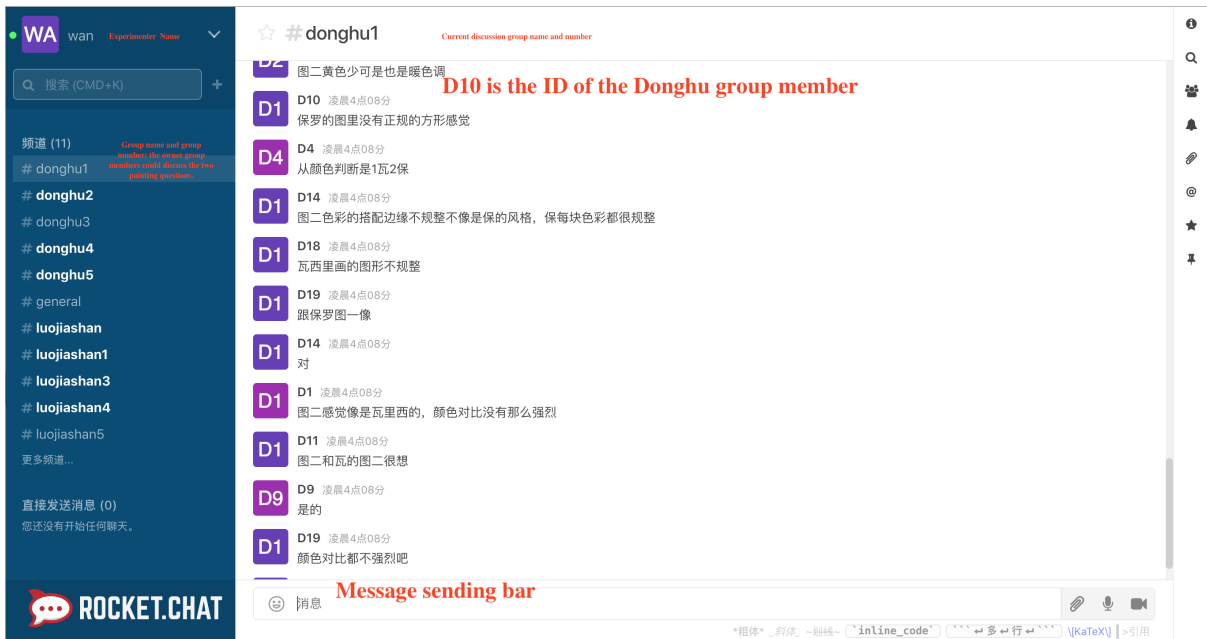 WA
wan
Experimenter Name
搜索 (CMD+K)
频道 (11)
Group name and group
number: the owner group
members could discuss the two
painting questions.
# donghu1
# donghu2
# donghu3
# donghu4
# donghu5
# general
# luojiashan
# luojiashan1
# luojiashan3
# luojiashan4
# luojiashan5
更多频道...
直接发送消息 (0)
您还没有开始任何聊天。
ROCKET.CHAT
#donghu1
Current discussion group name and number
图二黄色少可是也是暖色调
D10 is the ID of the Donghu group member
D1
D10 凌晨4点08分
保罗的图里没有正规的方形感觉
D4
D4 凌晨4点08分
从颜色判断是1瓦2保
D1
D14 凌晨4点08分
图二色彩的搭配边缘不规整不像是保的风格，保每块色彩都很规整
D1
D18 凌晨4点08分
瓦西里画的图形不规整
D1
D19 凌晨4点08分
跟保罗图一像
D1
D14 凌晨4点08分
对
D1
D1 凌晨4点08分
图二感觉像是瓦里西的，颜色对比没有那么强烈
D1
D11 凌晨4点08分
图二和瓦的图二很想
D9
D9 凌晨4点08分
是的
D1
D19 凌晨4点08分
颜色对比都不强烈吧
Message sending bar
消息
*粗体* _斜体_ ~划线~ `inline_code` ```↵多↵行↵``` \[KaTeX\] >引用